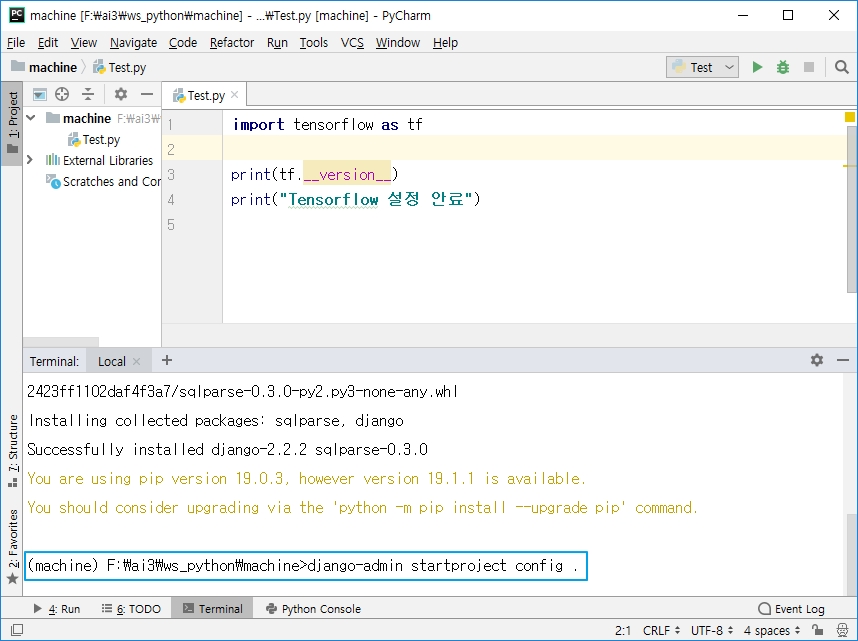 machine [F:₩ai3₩ws_python₩machine] - ...₩Test.py [machine] - PyCharm
File Edit View Navigate Code Refactor Run Tools VCS Window Help
machine Test.py Test
1: Project
Test.py
machine F:₩ai3₩
Test.py
External Libraries
Scratches and Cor
1 import tensorflow as tf
2
3 print(tf.__version__)
4 print("Tensorflow 설정 안료")
5
Terminal: Local +
2423ff1102daf4f3a7/sqlparse-0.3.0-py2.py3-none-any.whl
Installing collected packages: sqlparse, django
Successfully installed django-2.2.2 sqlparse-0.3.0
You are using pip version 19.0.3, however version 19.1.1 is available.
You should consider upgrading via the 'python -m pip install --upgrade pip' command.
(machine) F:₩ai3₩ws_python₩machine>django-admin startproject config .
7: Structure
2: Favorites
4: Run 6: TODO Terminal Python Console Event Log
2:1 CRLF UTF-8 4 spaces